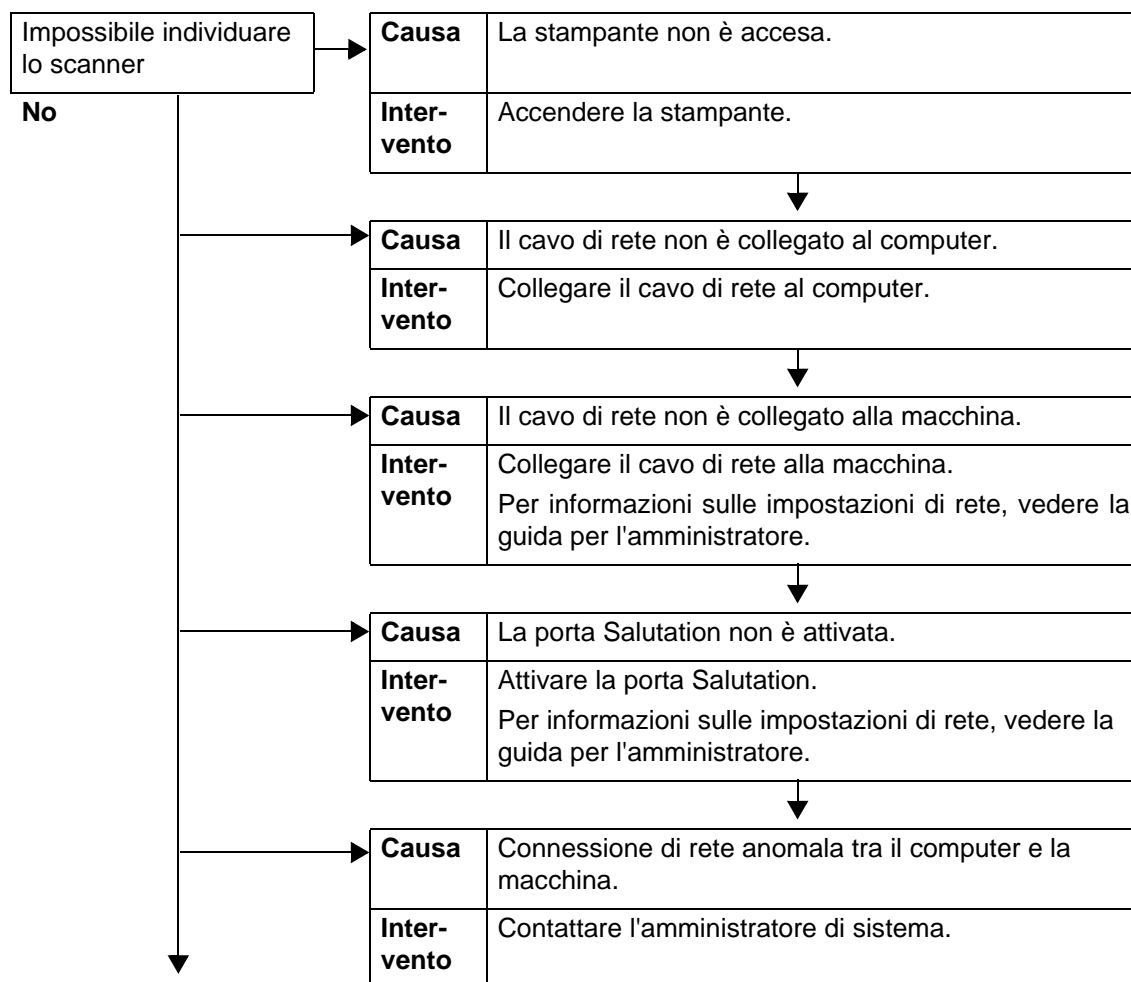 Impossibile individuare
lo scanner
No
Causa
La stampante non è accesa.
Inter-
vento
Accendere la stampante.
Causa
Il cavo di rete non è collegato al computer.
Inter-
vento
Collegare il cavo di rete al computer.
Causa
Il cavo di rete non è collegato alla macchina.
Inter-
vento
Collegare il cavo di rete alla macchina.
Per informazioni sulle impostazioni di rete, vedere la
guida per l'amministratore.
Causa
La porta Salutation non è attivata.
Inter-
vento
Attivare la porta Salutation.
Per informazioni sulle impostazioni di rete, vedere la
guida per l'amministratore.
Causa
Connessione di rete anomala tra il computer e la
macchina.
Inter-
vento
Contattare l'amministratore di sistema.